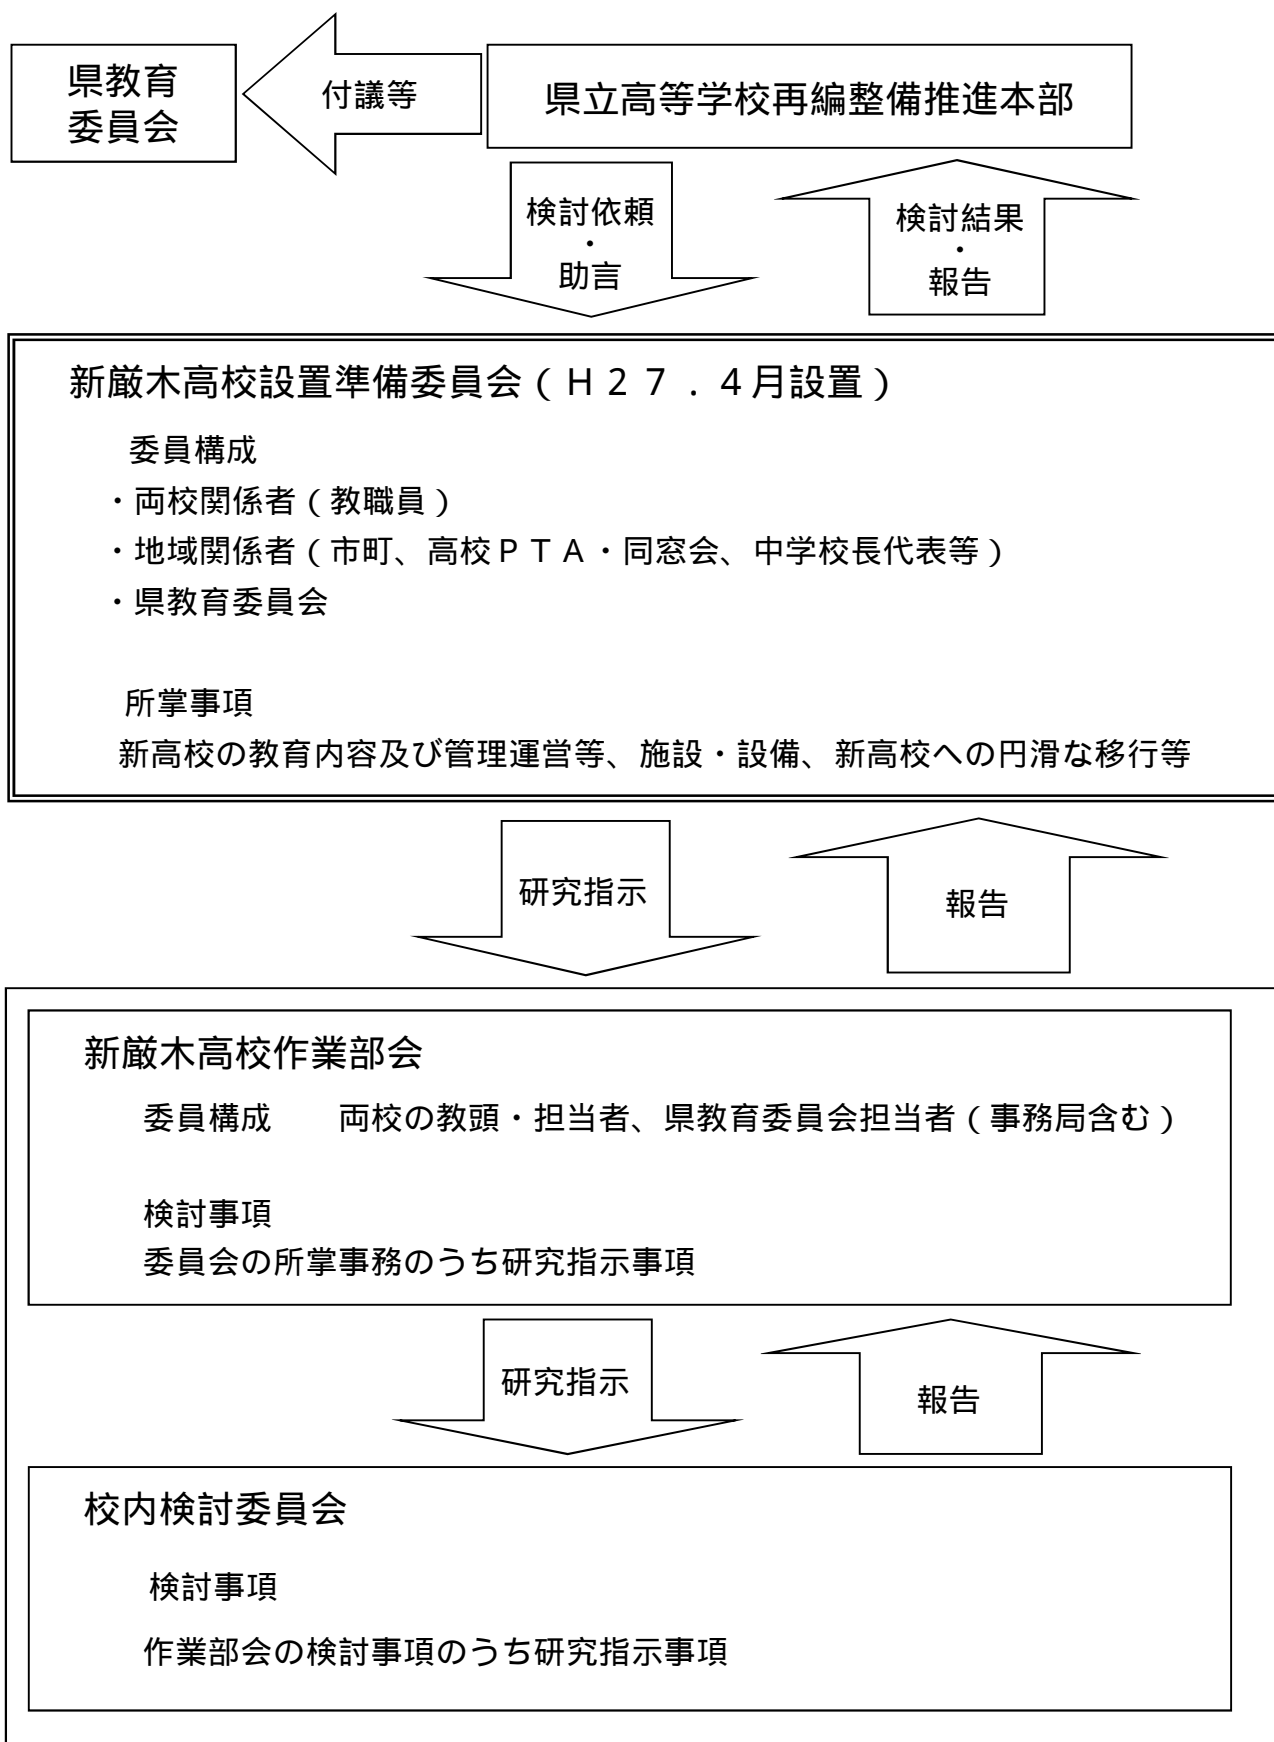 県教育
委員会
付議等
県立高等学校再編整備推進本部
検討依頼
・
助言
検討結果
・
報告
新厳木高校設置準備委員会（Ｈ２７．４月設置）
委員構成
・両校関係者（教職員）
・地域関係者（市町、高校ＰＴＡ・同窓会、中学校長代表等）
・県教育委員会
所掌事項
新高校の教育内容及び管理運営等、施設・設備、新高校への円滑な移行等
研究指示
報告
新厳木高校作業部会
委員構成　　両校の教頭・担当者、県教育委員会担当者（事務局含む）
検討事項
委員会の所掌事務のうち研究指示事項
研究指示
報告
校内検討委員会
検討事項
作業部会の検討事項のうち研究指示事項